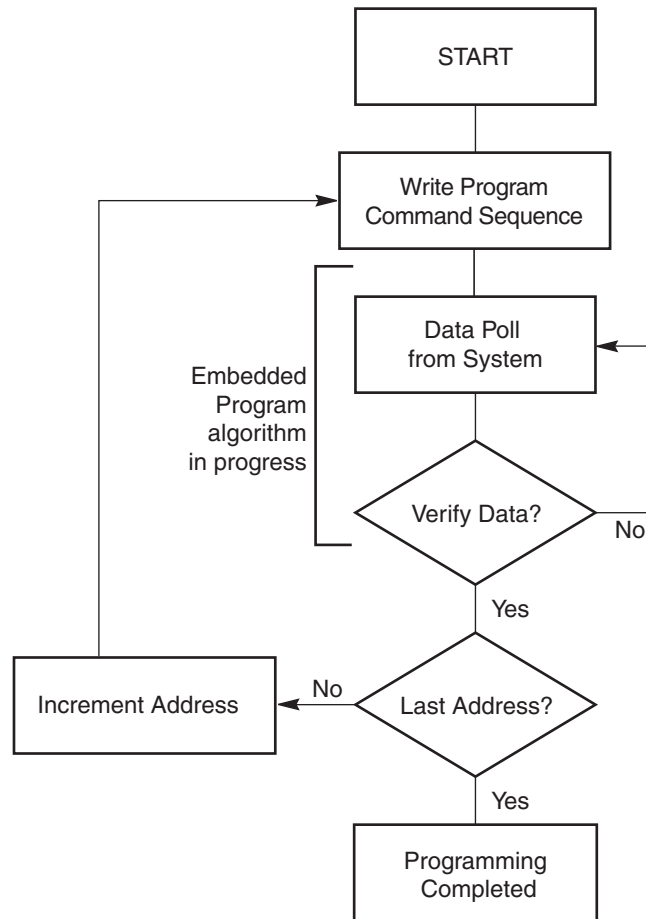 START
Write Program
Command Sequence
Data Poll
from System
Embedded
Program
algorithm
in progress
Verify Data?
No
Yes
Increment Address
No
Last Address?
Yes
Programming
Completed